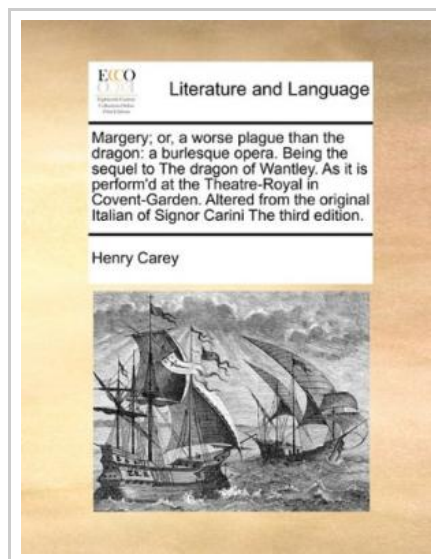 ECCO
Literature and Language
Margery; or, a worse plague than the
dragon: a burlesque opera. Being the
sequel to The dragon of Wantley. As it is
perform'd at the Theatre-Royal in
Covent-Garden. Altered from the original
Italian of Signor Carini The third edition.
Henry Carey